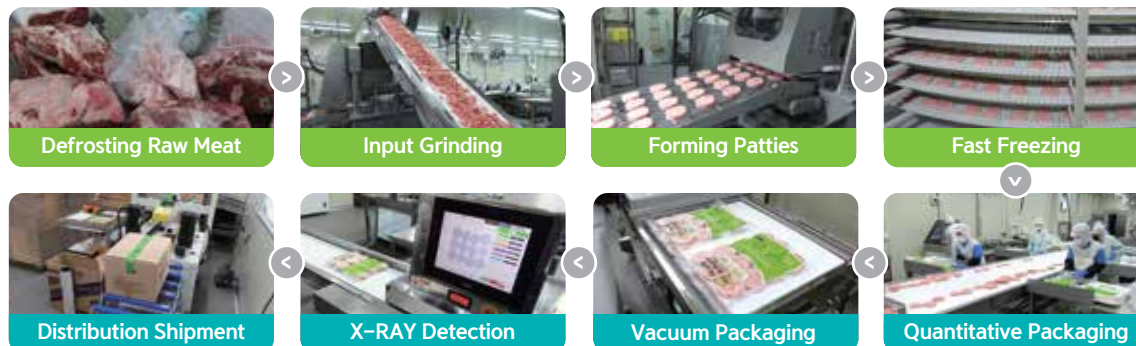 Defrosting Raw Meat
Input Grinding
Forming Patties
Fast Freezing
Quantitative Packaging
Vacuum Packaging
X-RAY Detection
Distribution Shipment